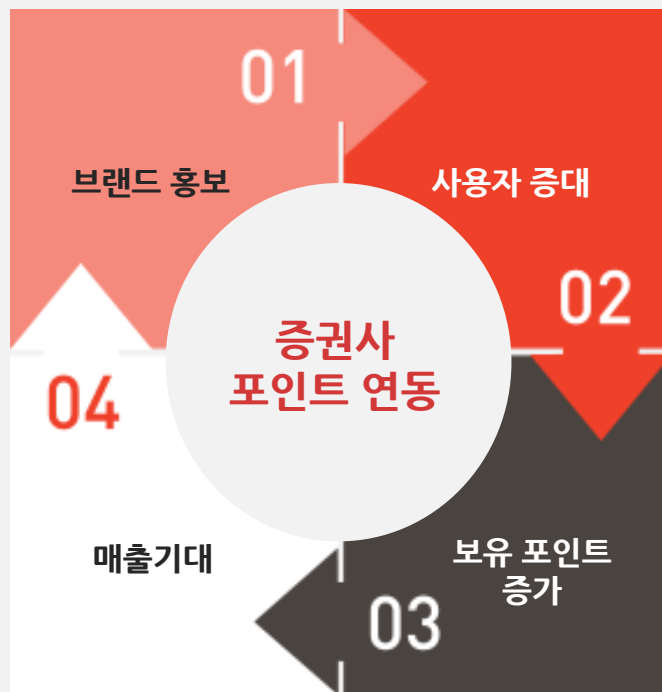 01
브랜드 홍보
사용자 증대
02
증권사
포인트 연동
04
매출기대
보유 포인트
증가
03